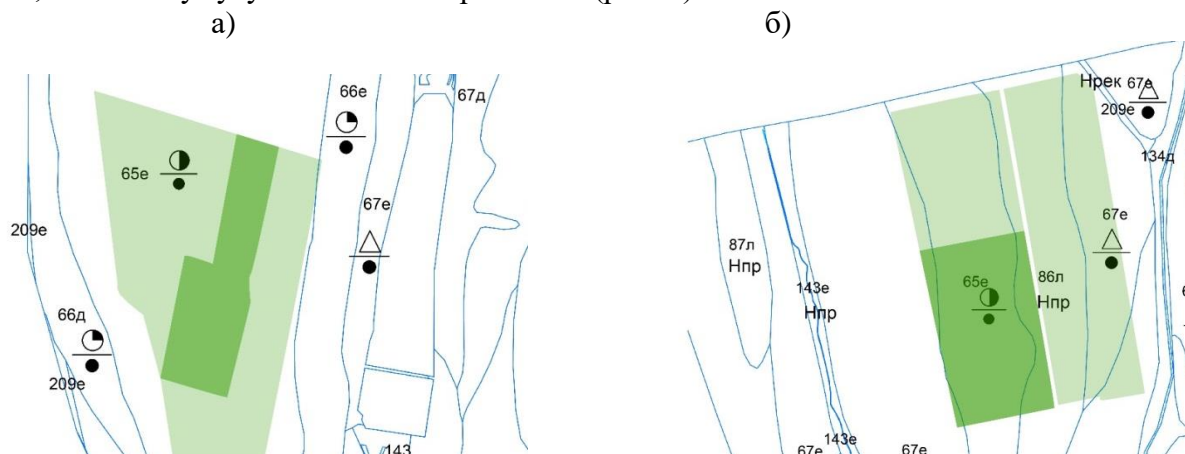 а) б)
66е
67д
65е
67е
209е
66д
209е
143
Нрек 67е
209е
134д
87л
Нпр
143е
Нпр
65е
86л
Нпр
67е
67е
143е
67е